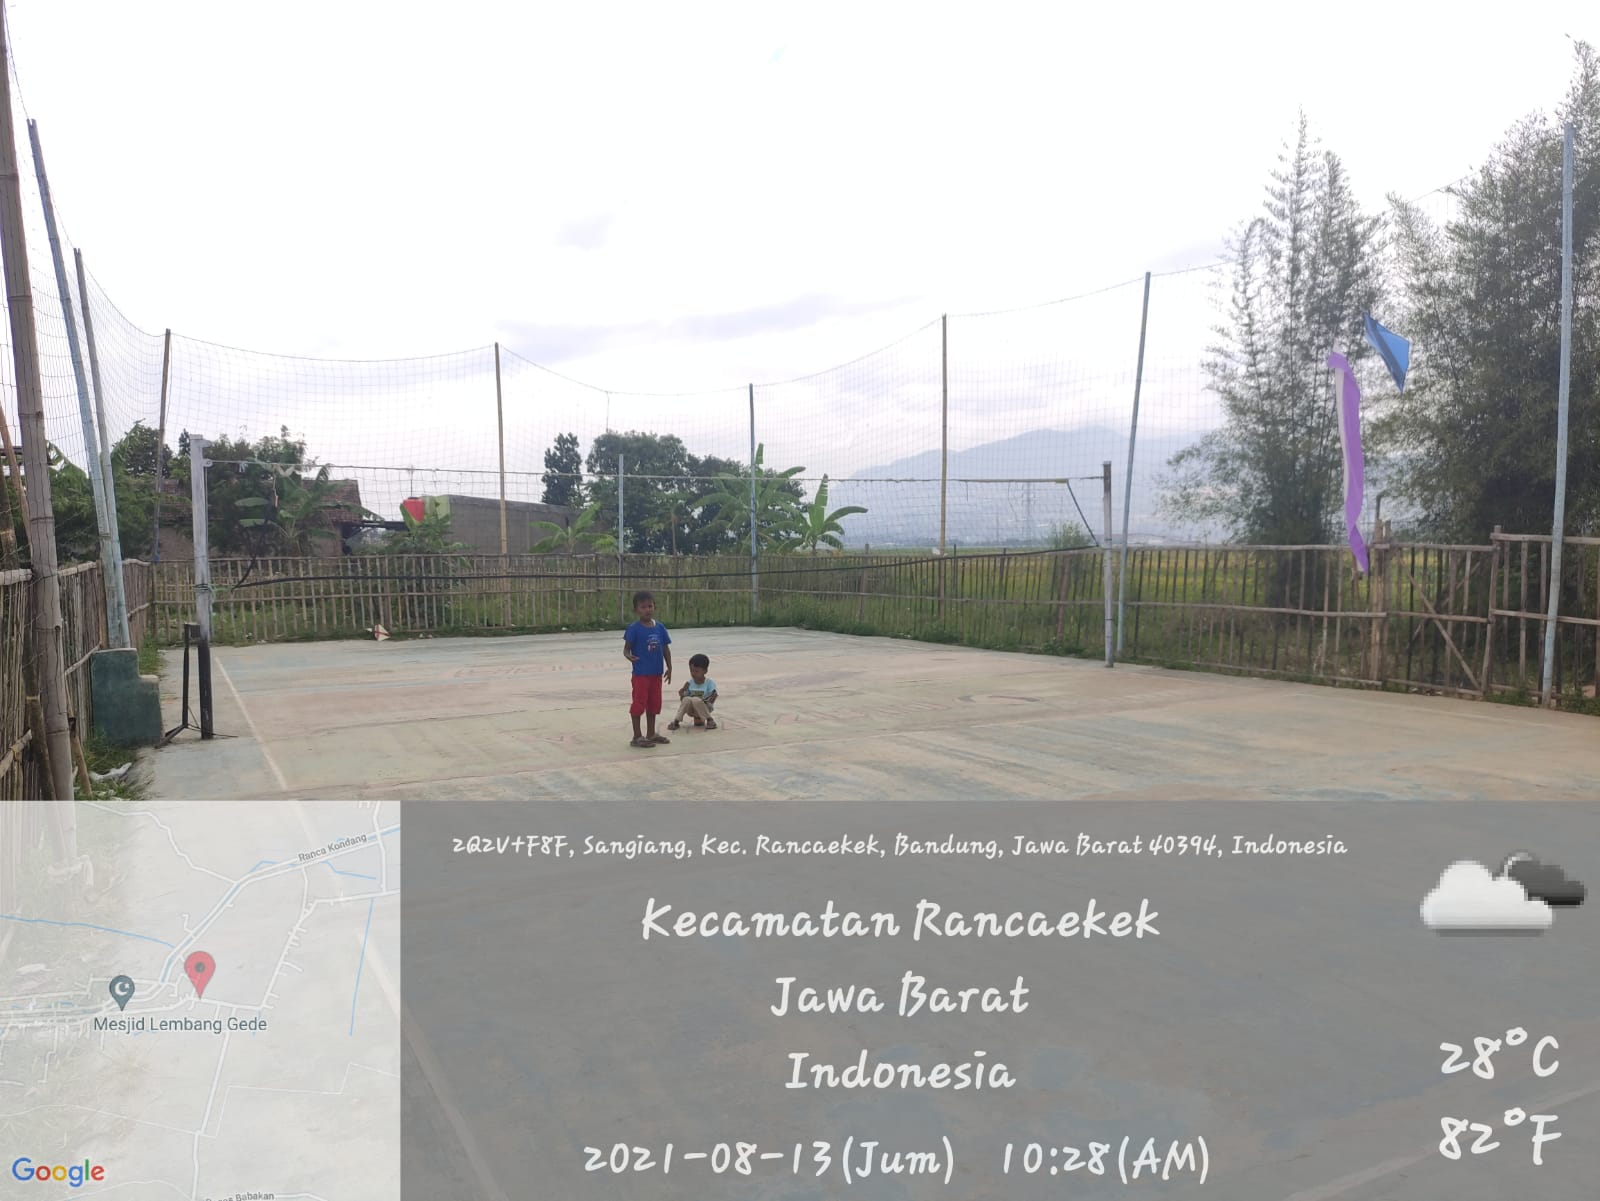 2Q2V+F8F, Sangiang, Kec. Rancaekek, Bandung, Jawa Barat 40394, Indonesia
Kecamatan Rancaekek
Jawa Barat
Indonesia
2021-08-13(Jum) 10:28(AM)
28°C
82°F
Ranca Kondang
Mesjid Lembang Gede
Babakan
Google